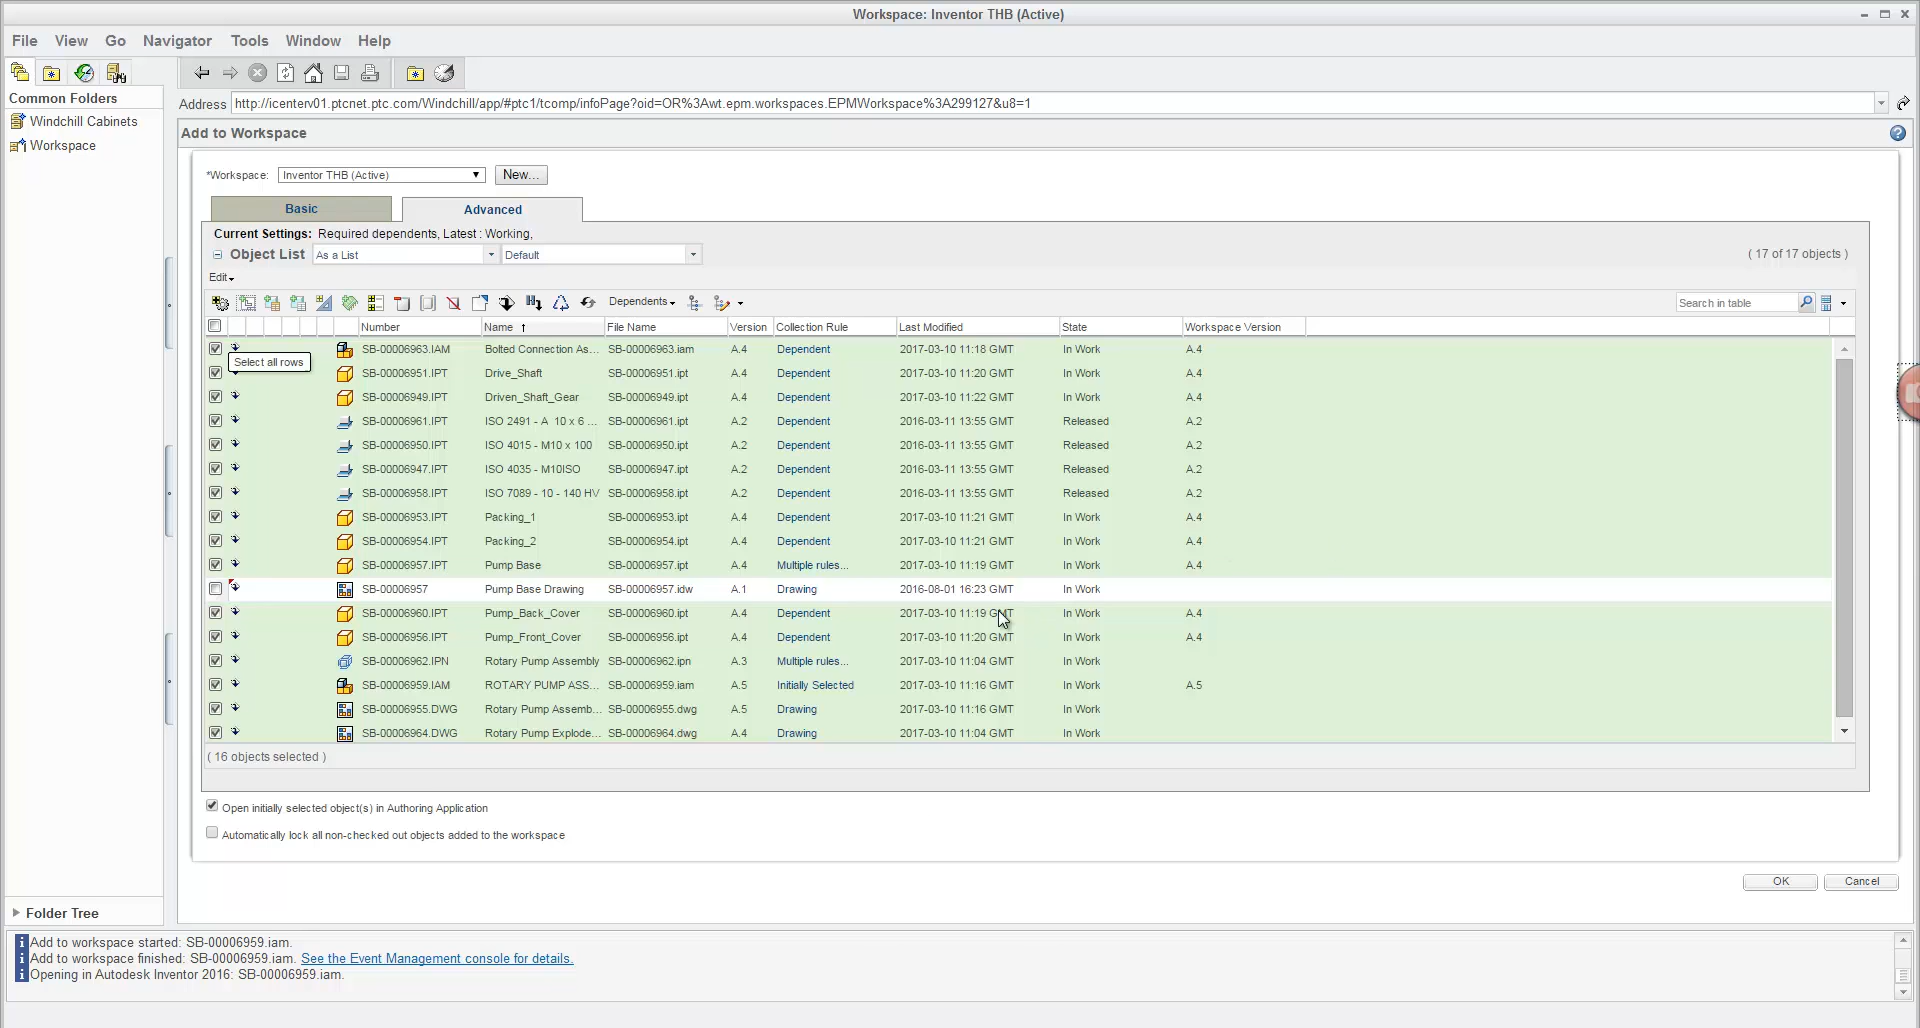 Workspace: Inventor THB (Active)
File View Go Navigator Tools Window Help
Common Folders
Windchill Cabinets
Workspace
Address http://icenterv01.ptcnet.ptc.com/Windchill/app/#ptc1/tcomp/infoPage?oid=OR%3Awt.epm.workspaces.EPMWorkspace%3A299127&u8=1
Add to Workspace
*Workspace: Inventor THB (Active) New...
Basic Advanced
Current Settings: Required dependents, Latest : Working,
Object List As a List Default ( 17 of 17 objects )
Edit
Dependents Search in table
Number Name ↑ File Name Version Collection Rule Last Modified State Workspace Version
SB-00006963.IAM Bolted Connection As... SB-00006963.iam A.4 Dependent 2017-03-10 11:18 GMT In Work A.4
Select all rows
SB-00006951.IPT Drive_Shaft SB-00006951.ipt A.4 Dependent 2017-03-10 11:20 GMT In Work A.4
SB-00006949.IPT Driven_Shaft_Gear SB-00006949.ipt A.4 Dependent 2017-03-10 11:22 GMT In Work A.4
SB-00006961.IPT ISO 2491 - A 10 x 6 ... SB-00006961.ipt A.2 Dependent 2016-03-11 13:55 GMT Released A.2
SB-00006950.IPT ISO 4015 - M10 x 100 SB-00006950.ipt A.2 Dependent 2016-03-11 13:55 GMT Released A.2
SB-00006947.IPT ISO 4035 - M10ISO SB-00006947.ipt A.2 Dependent 2016-03-11 13:55 GMT Released A.2
SB-00006958.IPT ISO 7089 - 10 - 140 HV SB-00006958.ipt A.2 Dependent 2016-03-11 13:55 GMT Released A.2
SB-00006953.IPT Packing_1 SB-00006953.ipt A.4 Dependent 2017-03-10 11:21 GMT In Work A.4
SB-00006954.IPT Packing_2 SB-00006954.ipt A.4 Dependent 2017-03-10 11:21 GMT In Work A.4
SB-00006957.IPT Pump Base SB-00006957.ipt A.4 Multiple rules... 2017-03-10 11:19 GMT In Work A.4
SB-00006957 Pump Base Drawing SB-00006957.idw A.1 Drawing 2016-08-01 16:23 GMT In Work
SB-00006960.IPT Pump_Back_Cover SB-00006960.ipt A.4 Dependent 2017-03-10 11:19 GMT In Work A.4
SB-00006956.IPT Pump_Front_Cover SB-00006956.ipt A.4 Dependent 2017-03-10 11:20 GMT In Work A.4
SB-00006962.IPN Rotary Pump Assembly SB-00006962.ipn A.3 Multiple rules... 2017-03-10 11:04 GMT In Work
SB-00006959.IAM ROTARY PUMP ASS... SB-00006959.iam A.5 Initially Selected 2017-03-10 11:16 GMT In Work A.5
SB-00006955.DWG Rotary Pump Assemb... SB-00006955.dwg A.5 Drawing 2017-03-10 11:16 GMT In Work
SB-00006964.DWG Rotary Pump Explode... SB-00006964.dwg A.4 Drawing 2017-03-10 11:04 GMT In Work
( 16 objects selected )
Open initially selected object(s) in Authoring Application
Automatically lock all non-checked out objects added to the workspace
OK Cancel
Folder Tree
Add to workspace started: SB-00006959.iam.
Add to workspace finished: SB-00006959.iam. See the Event Management console for details.
Opening in Autodesk Inventor 2016: SB-00006959.iam.